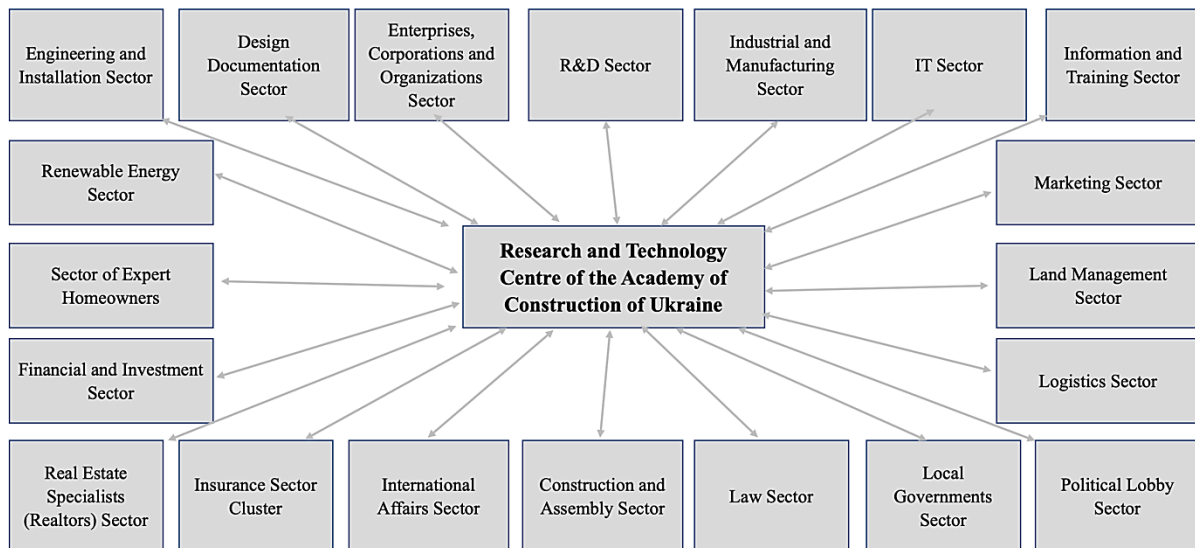 Engineering and
Installation Sector
Design
Documentation
Sector
Enterprises,
Corporations and
Organizations
Sector
R&D Sector
Industrial and
Manufacturing
Sector
IT Sector
Information and
Training Sector
Renewable Energy
Sector
Marketing Sector
Research and Technology
Centre of the Academy of
Construction of Ukraine
Sector of Expert
Homeowners
Land Management
Sector
Financial and Investment
Sector
Logistics Sector
Real Estate
Specialists
(Realtors) Sector
Insurance Sector
Cluster
International
Affairs Sector
Construction and
Assembly Sector
Law Sector
Local
Governments
Sector
Political Lobby
Sector